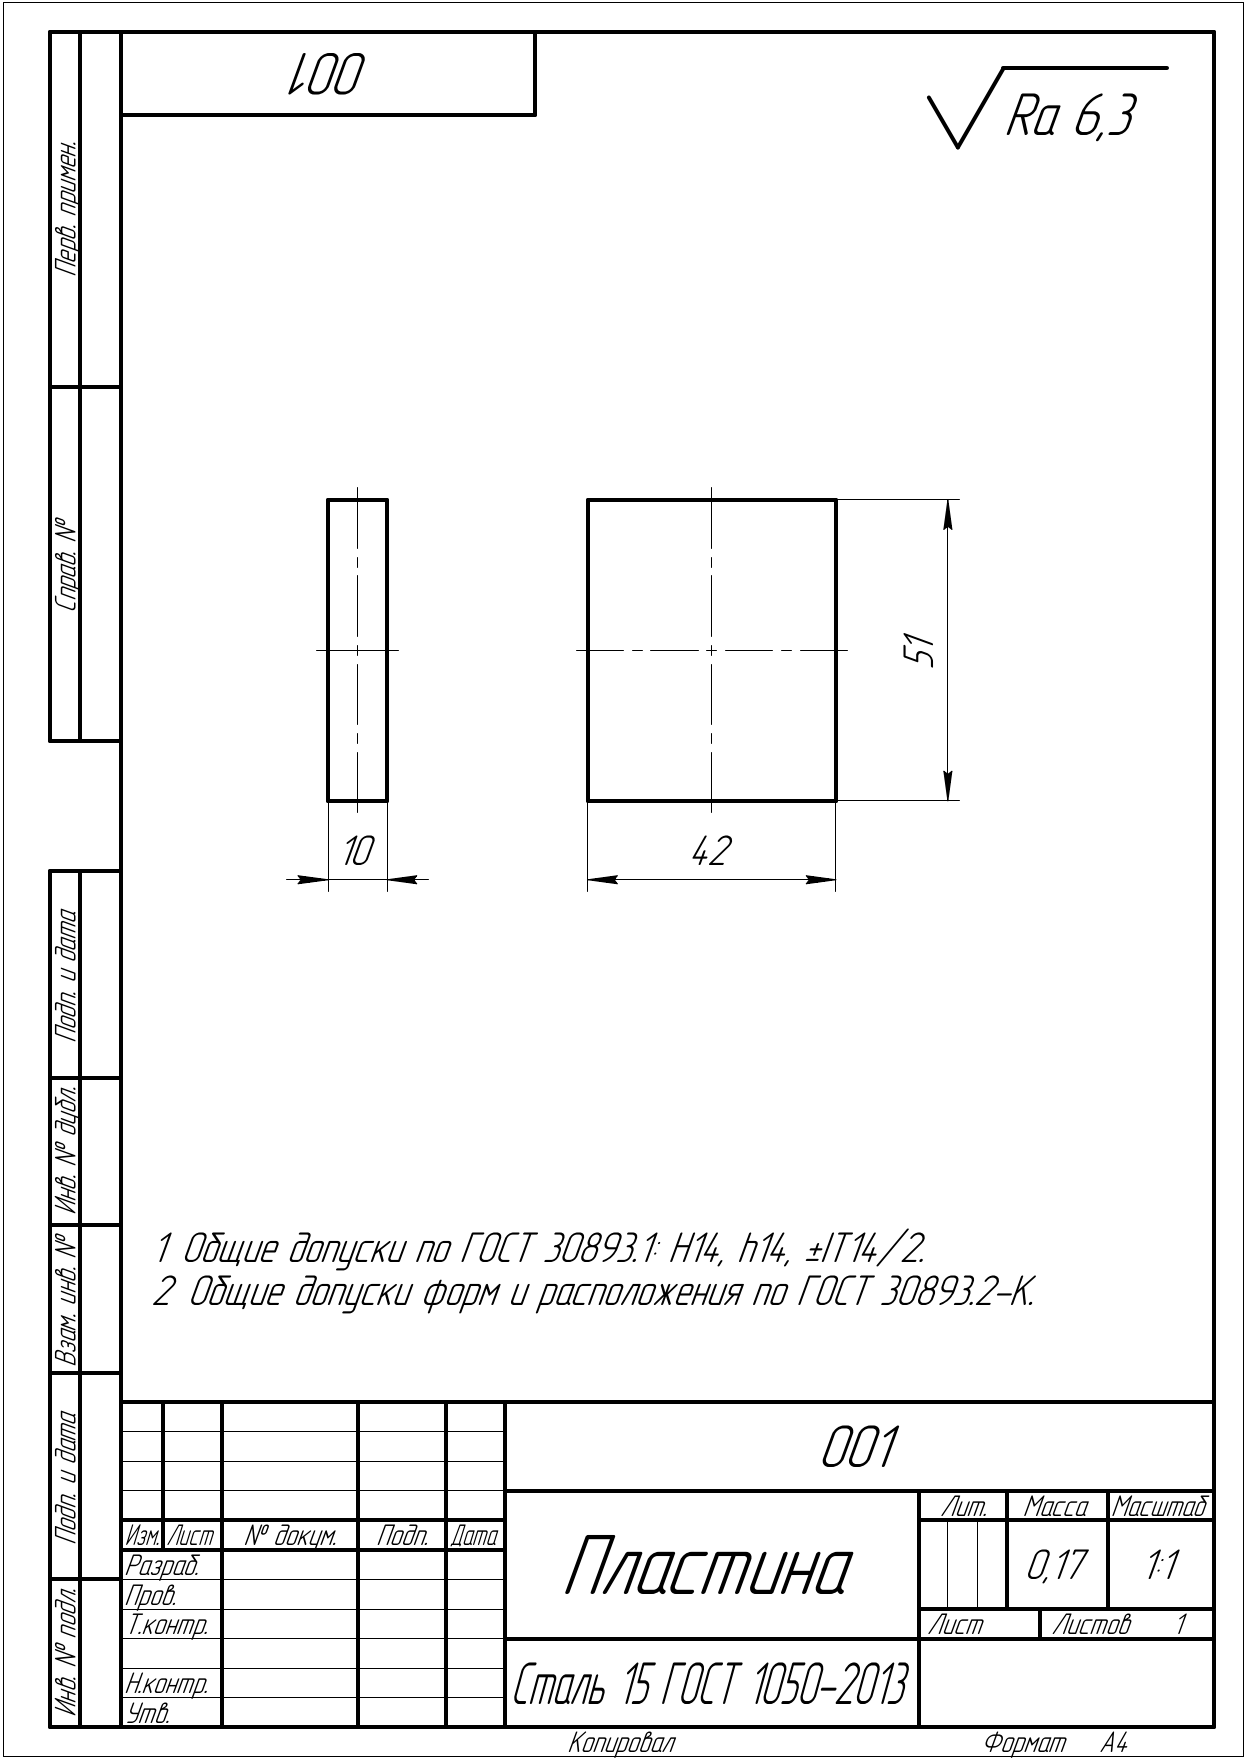 001
Ra 6,3
Перв. примен.
Справ. №
51
10
42
Подп. и дата
Инв. № дубл.
Взам. инв. №
Подп. и дата
Инв. № подл.
1 Общие допуски по ГОСТ 30893.1: H14, h14, ±IT14/2.
2 Общие допуски форм и расположения по ГОСТ 30893.2-К.
001
Лит. Масса Масштаб
Изм. Лист № докум. Подп. Дата
Пластина
0,17 1:1
Разраб.
Пров.
Т.контр.
Лист Листов 1
Н.контр.
Утв.
Сталь 15 ГОСТ 1050-2013
Копировал Формат A4